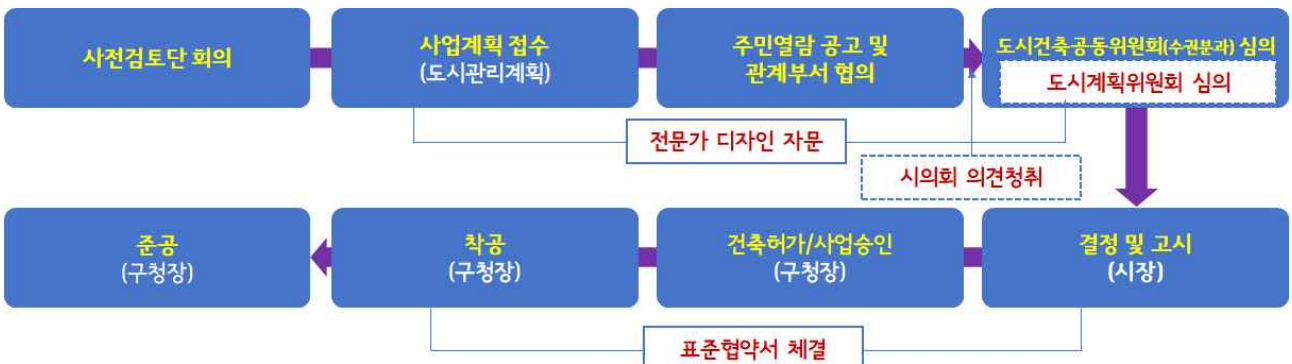 사전검토단 회의
사업계획 접수
(도시관리계획)
주민열람 공고 및
관계부서 협의
도시건축공동위원회(수권분과) 심의
도시계획위원회 심의
전문가 디자인 자문
시의회 의견청취
준공
(구청장)
착공
(구청장)
건축허가/사업승인
(구청장)
결정 및 고시
(시장)
표준협약서 체결